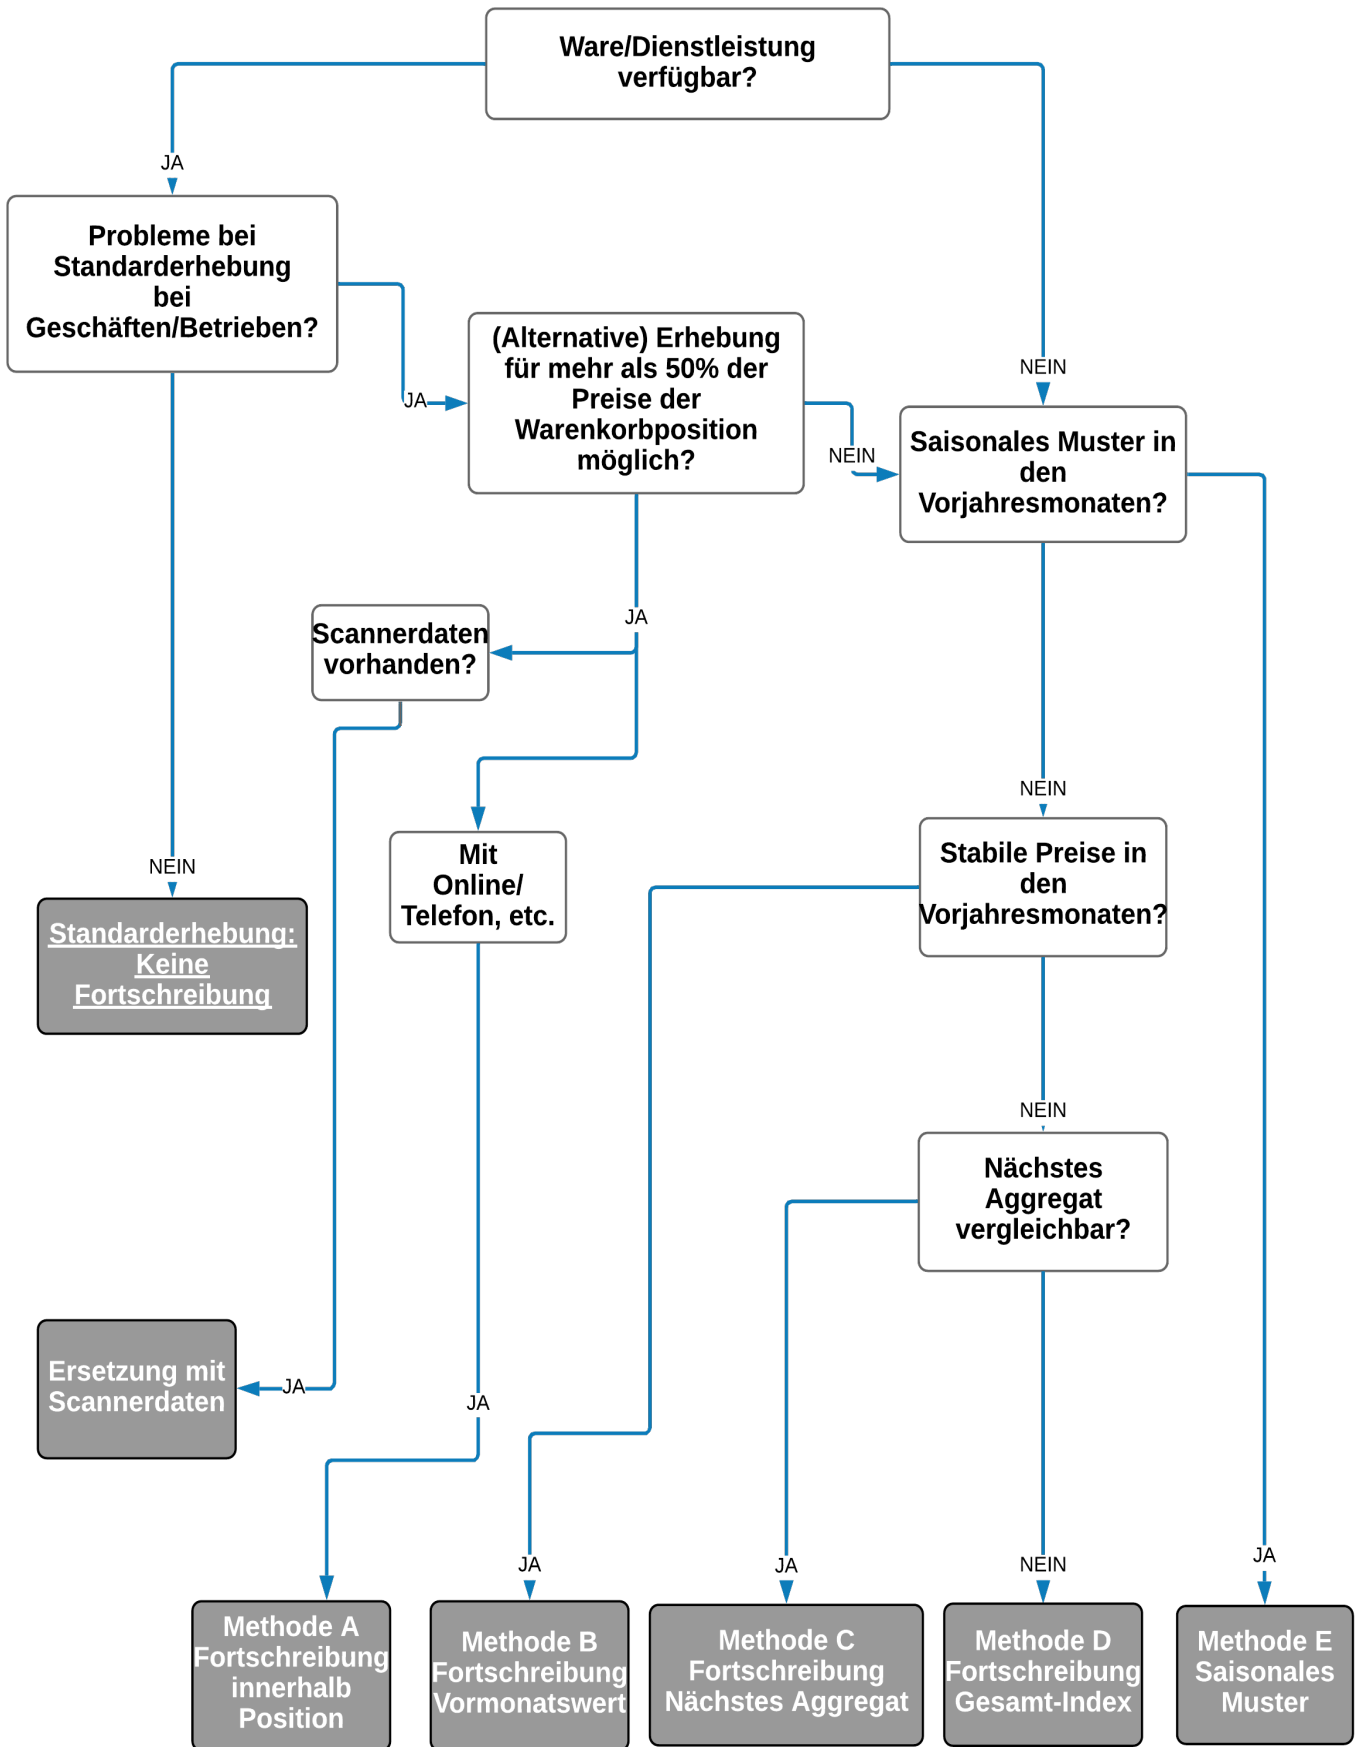 Ware/Dienstleistung
verfügbar?
JA
Probleme bei
Standarderhebung
bei
Geschäften/Betrieben?
(Alternative) Erhebung
für mehr als 50% der
Preise der
Warenkorbposition
möglich?
JA
NEIN
NEIN
Saisonales Muster in
den
Vorjahresmonaten?
JA
Scannerdaten
vorhanden?
NEIN
Mit
Online/
Telefon, etc.
Stabile Preise in
den
Vorjahresmonaten?
NEIN
Standarderhebung:
Keine
Fortschreibung
NEIN
Nächstes
Aggregat
vergleichbar?
Ersetzung mit
Scannerdaten
JA
JA
JA
JA
NEIN
JA
Methode A
Fortschreibung
innerhalb
Position
Methode B
Fortschreibung
Vormonatswert
Methode C
Fortschreibung
Nächstes Aggregat
Methode D
Fortschreibung
Gesamt-Index
Methode E
Saisonales
Muster